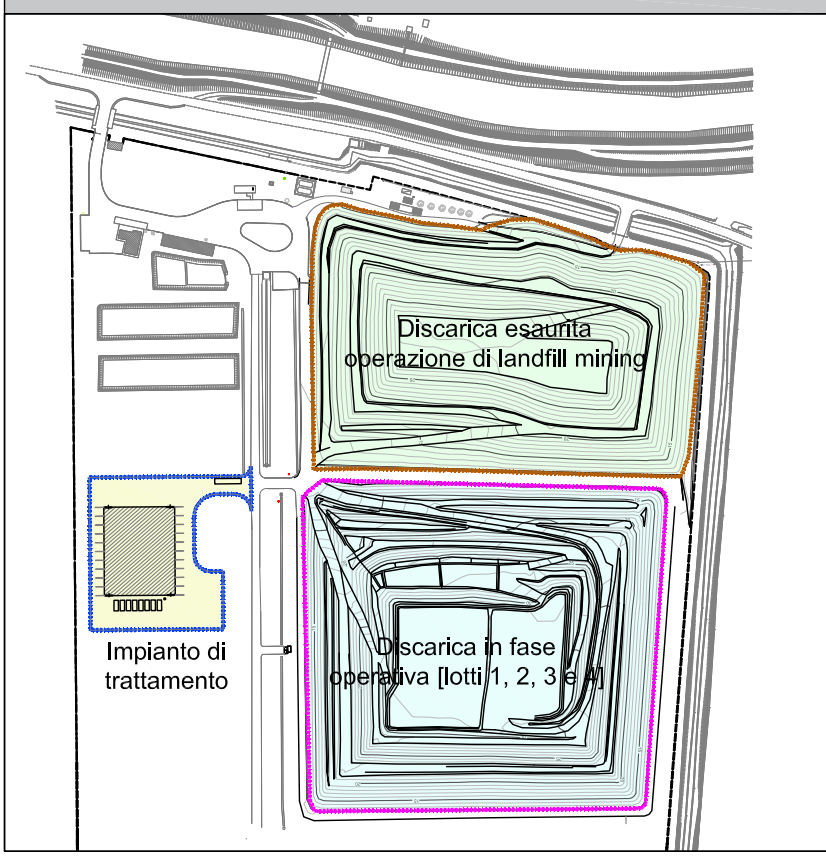 Discarica esaurita
operazione di landfill mining
Discarica in fase
operativa [lotti 1, 2, 3 e 4]
Impianto di
trattamento